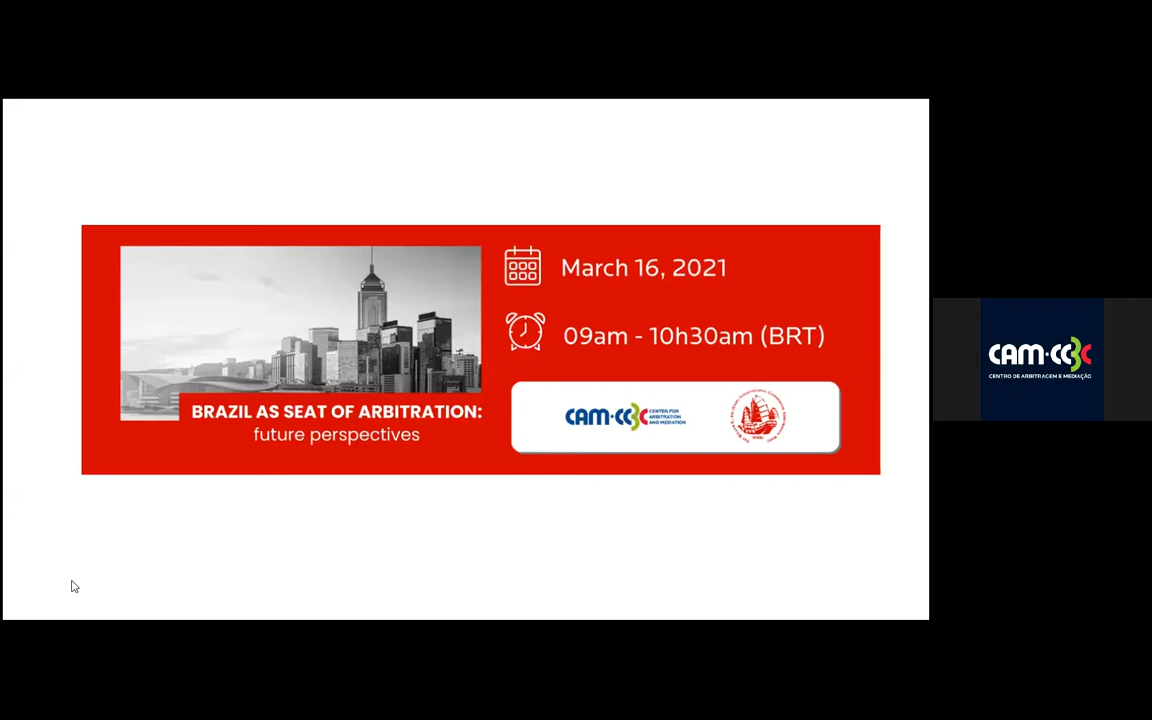 March 16, 2021
09am - 10h30am (BRT)
BRAZIL AS SEAT OF ARBITRATION:
future perspectives
CAM·CCBC
CENTER FOR
ARBITRATION
AND MEDIATION
CAM·CCBC
CENTRO DE ARBITRAGEM E MEDIAÇÃO